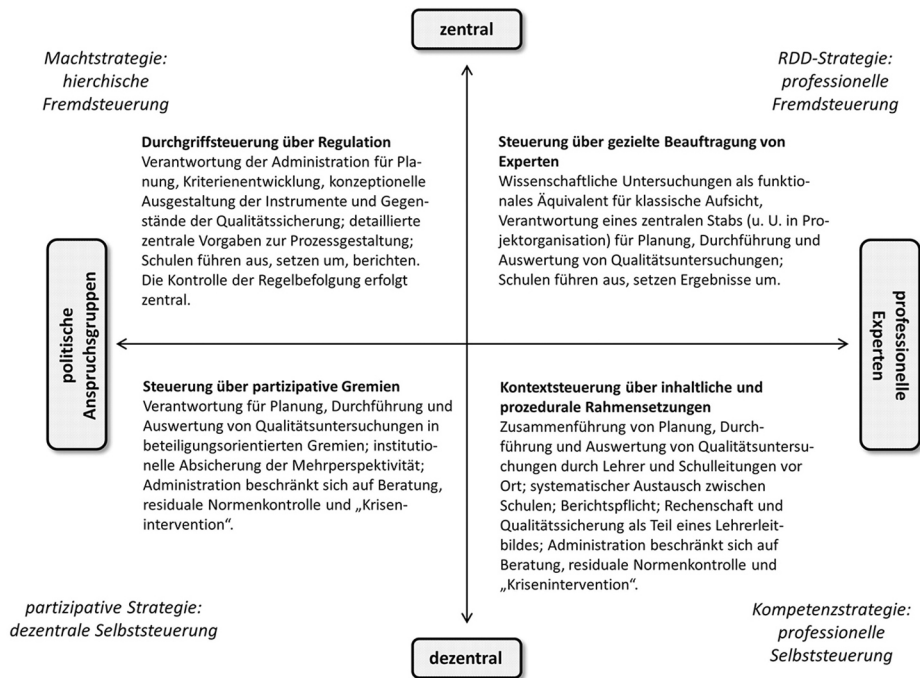 zentral
Machtstrategie:
hierchische
Fremdsteuerung
RDD-Strategie:
professionelle
Fremdsteuerung
Durchgriffsteuerung über Regulation
Verantwortung der Administration für Pla-
nung, Kriterienentwicklung, konzeptionelle
Ausgestaltung der Instrumente und Gegen-
stände der Qualitätssicherung; detaillierte
zentrale Vorgaben zur Prozessgestaltung;
Schulen führen aus, setzen um, berichten.
Die Kontrolle der Regelbefolgung erfolgt
zentral.
Steuerung über gezielte Beauftragung von
Experten
Wissenschaftliche Untersuchungen als funktio-
nales Äquivalent für klassische Aufsicht,
Verantwortung eines zentralen Stabs (u. U. in Pro-
jektorganisation) für Planung, Durchführung und
Auswertung von Qualitätsuntersuchungen;
Schulen führen aus, setzen Ergebnisse um.
politische
Anspruchsgruppen
professionelle
Experten
Steuerung über partizipative Gremien
Verantwortung für Planung, Durchführung und
Auswertung von Qualitätsuntersuchungen in
beteiligungsorientierten Gremien; institutio-
nelle Absicherung der Mehrperspektivität;
Administration beschränkt sich auf Beratung,
residuale Normenkontrolle und „Krisen-
intervention“.
Kontextsteuerung über inhaltliche und
prozedurale Rahmensetzungen
Zusammenführung von Planung, Durch-
führung und Auswertung von Qualitätsuntersu-
chungen durch Lehrer und Schulleitungen vor
Ort; systematischer Austausch zwischen
Schulen; Berichtspflicht; Rechenschaft und
Qualitätssicherung als Teil eines Lehrerleit-
bildes; Administration beschränkt sich auf
Beratung, residuale Normenkontrolle und
„Krisenintervention“.
partizipative Strategie:
dezentrale Selbststeuerung
Kompetenzstrategie:
professionelle
Selbststeuerung
dezentral